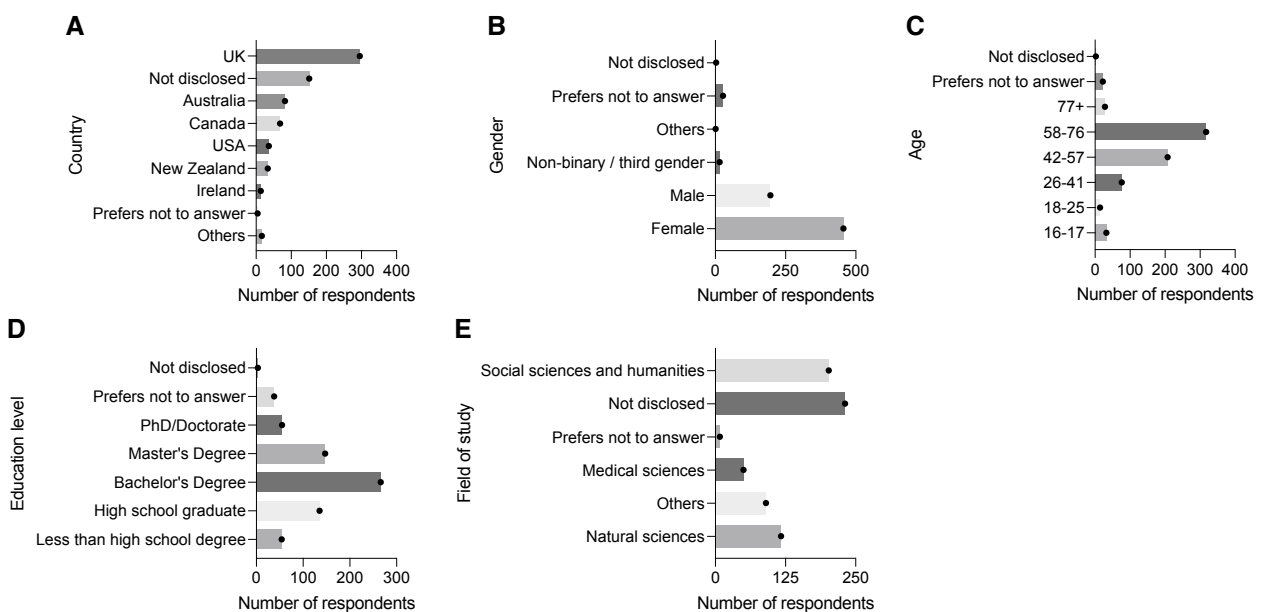 A
Country
UK
Not disclosed
Australia
Canada
USA
New Zealand
Ireland
Prefers not to answer
Others
0 100 200 300 400
Number of respondents
B
Gender
Not disclosed
Prefers not to answer
Others
Non-binary / third gender
Male
Female
0 250 500
Number of respondents
C
Age
Not disclosed
Prefers not to answer
77+
58-76
42-57
26-41
18-25
16-17
0 100 200 300 400
Number of respondents
D
Education level
Not disclosed
Prefers not to answer
PhD/Doctorate
Master's Degree
Bachelor's Degree
High school graduate
Less than high school degree
0 100 200 300
Number of respondents
E
Field of study
Social sciences and humanities
Not disclosed
Prefers not to answer
Medical sciences
Others
Natural sciences
0 125 250
Number of respondents